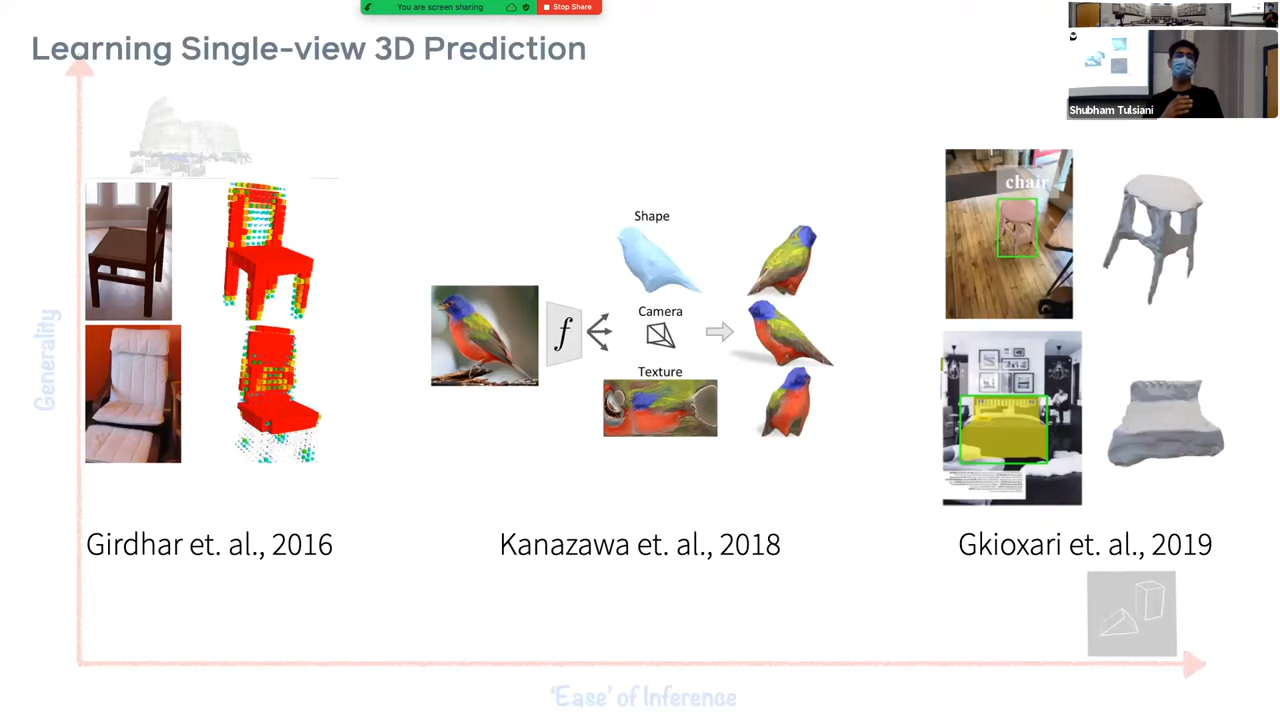 You are screen sharing
Stop Share
Learning Single-view 3D Prediction
Shubham Tulsiani
Generality
Shape
Camera
Texture
f
chair
Girdhar et. al., 2016
Kanazawa et. al., 2018
Gkioxari et. al., 2019
'Ease' of Inference